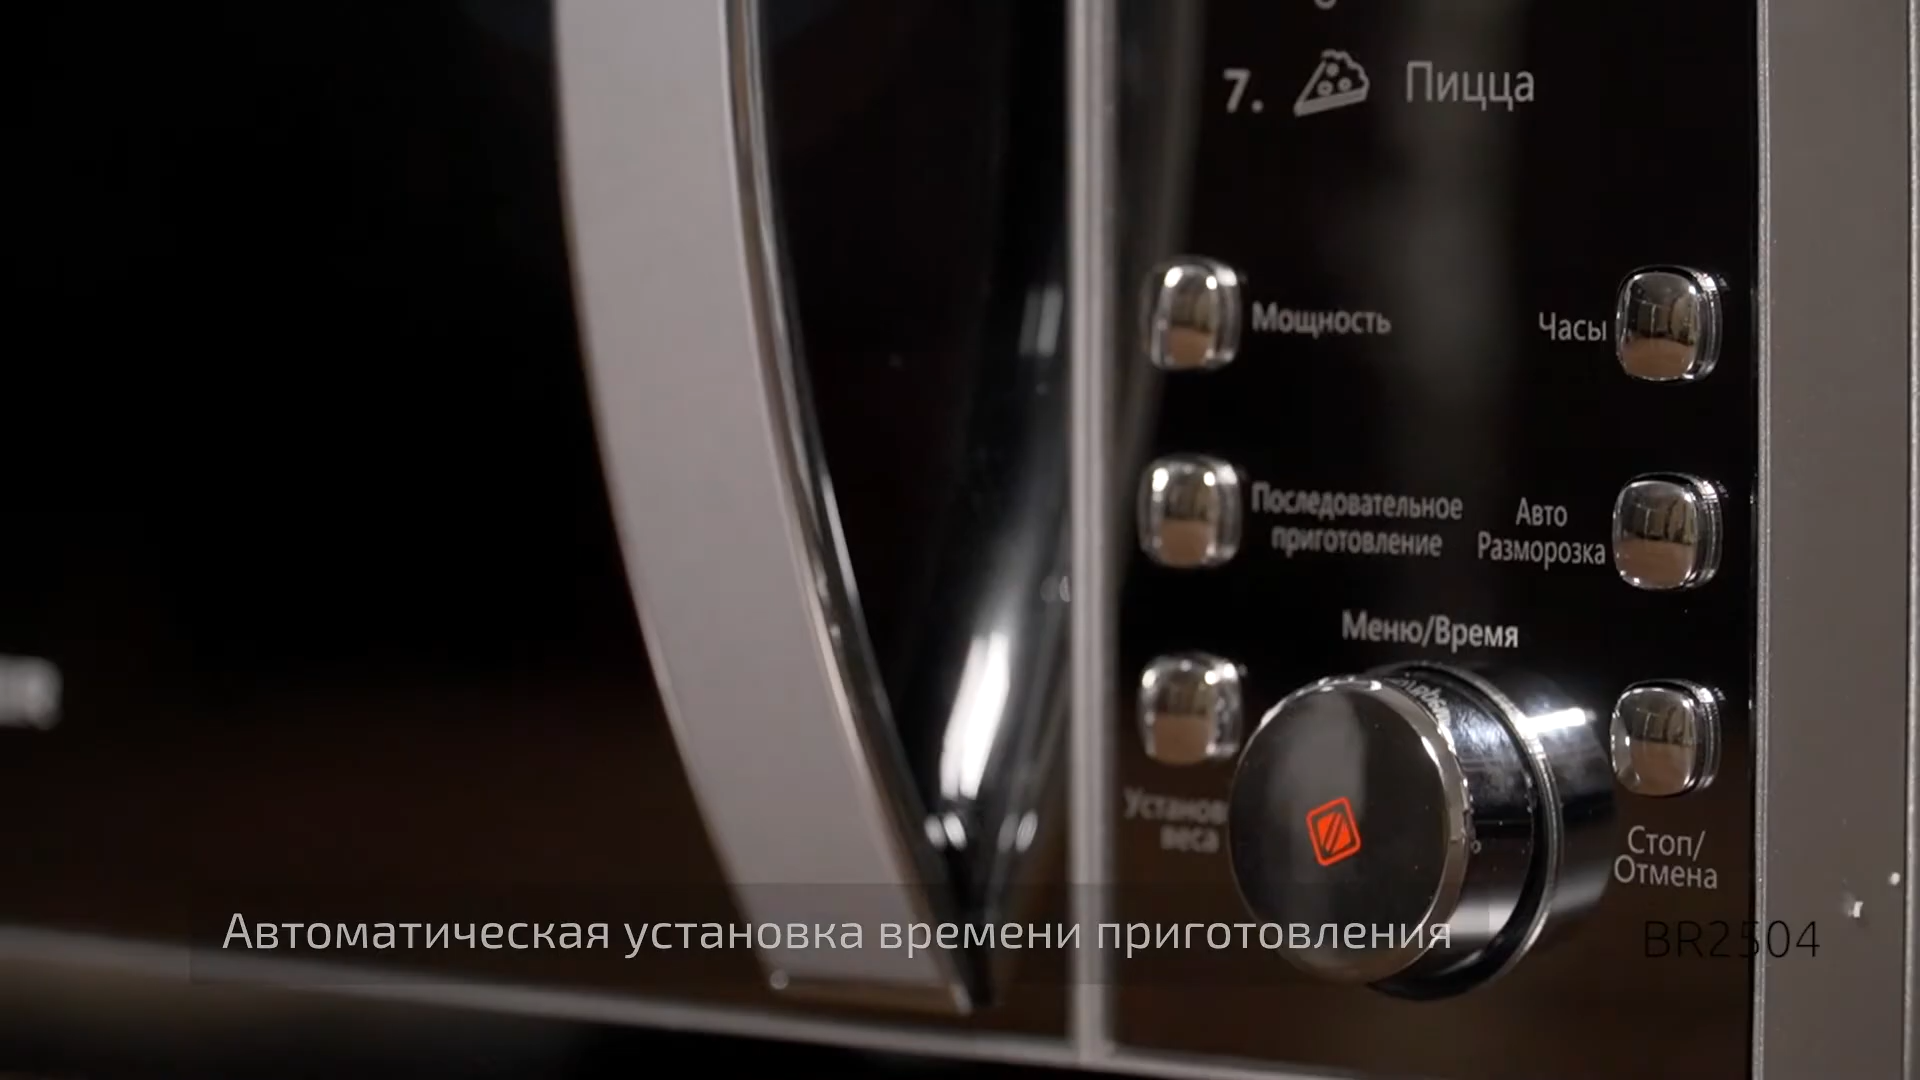 7. Пицца
Мощность
Часы
Последовательное
приготовление
Авто
Разморозка
Меню/Время
веса
Стоп/
Отмена
Автоматическая установка времени приготовления
BR2504